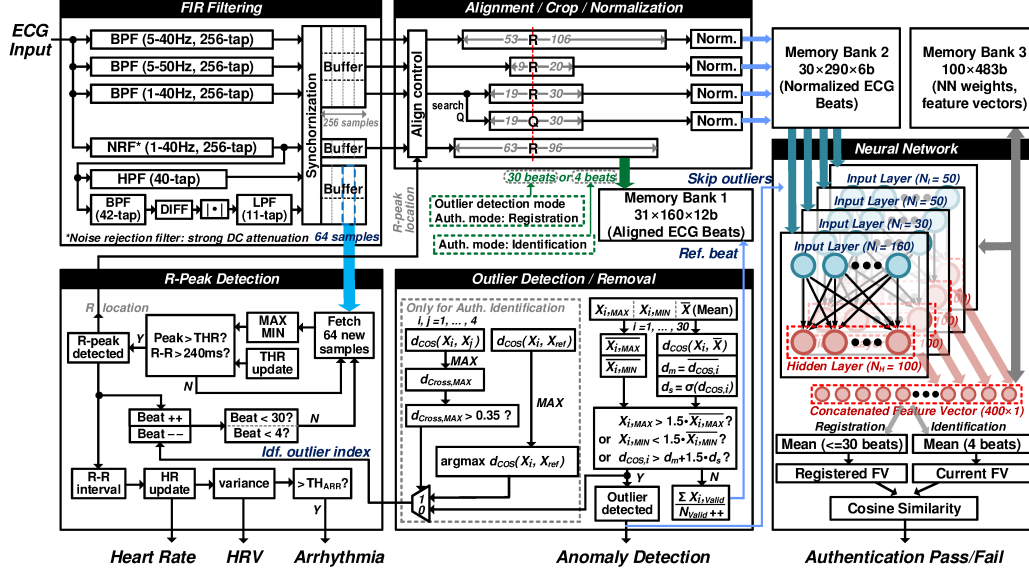 FIR Filtering
ECG
Input
BPF (5-40Hz, 256-tap)
BPF (5-50Hz, 256-tap)
BPF (1-40Hz, 256-tap)
NRF* (1-40Hz, 256-tap)
HPF (40-tap)
BPF
(42-tap)
DIFF
|•|
LPF
(11-tap)
*Noise rejection filter: strong DC attenuation
Synchornization
Buffer
256 samples
Buffer
Buffer
64 samples
Alignment / Crop / Normalization
Align control
R-peak
location
search
Q
53 R 106
9 R 20
19 R 30
19 Q 30
63 R 96
Norm.
Norm.
Norm.
Norm.
30 beats or 4 beats
Outlier detection mode
Auth. mode: Registration
Auth. mode: Identification
Memory Bank 1
31×160×12b
(Aligned ECG Beats)
Skip outliers
Ref. beat
Memory Bank 2
30×290×6b
(Normalized ECG
Beats)
Memory Bank 3
100×483b
(NN weights,
feature vectors)
Neural Network
Input Layer (Ni = 50)
Input Layer (Ni = 50)
Input Layer (Ni = 30)
Input Layer (Ni = 160)
00)
00)
Hidden Layer (NH = 100)
Concatenated Feature Vector (400×1)
Registration
Identification
Mean (<=30 beats)
Mean (4 beats)
Registered FV
Current FV
Cosine Similarity
Authentication Pass/Fail
R-Peak Detection
R location
R-peak
detected
Y
Peak>THR?
R-R>240ms?
N
MAX
MIN
THR
update
Fetch
64 new
samples
Beat ++
Beat --
Beat < 30?
Beat < 4?
N
Idf. outlier index
R-R
interval
HR
update
variance
>THARR?
Y
Heart Rate
HRV
Arrhythmia
Outlier Detection / Removal
Only for Auth. Identification
i, j =1, ... , 4
dCOS(Xi, Xj)
MAX
dCross,MAX
dCross,MAX > 0.35 ?
dCOS(Xi, Xref)
MAX
argmax dCOS(Xi, Xref)
1
0
Xi,MAX Xi,MIN X (Mean)
i =1, ... , 30
Xi,MAX
Xi,MIN
dCOS(Xi, X)
dm = dCOS,i
ds = σ(dCOS,i)
Xi,MAX > 1.5•Xi,MAX?
or Xi,MIN < 1.5•Xi,MIN?
or dCOS,i > dm+1.5•ds?
Y
N
Outlier
detected
Σ Xi,Valid
NValid ++
Anomaly Detection